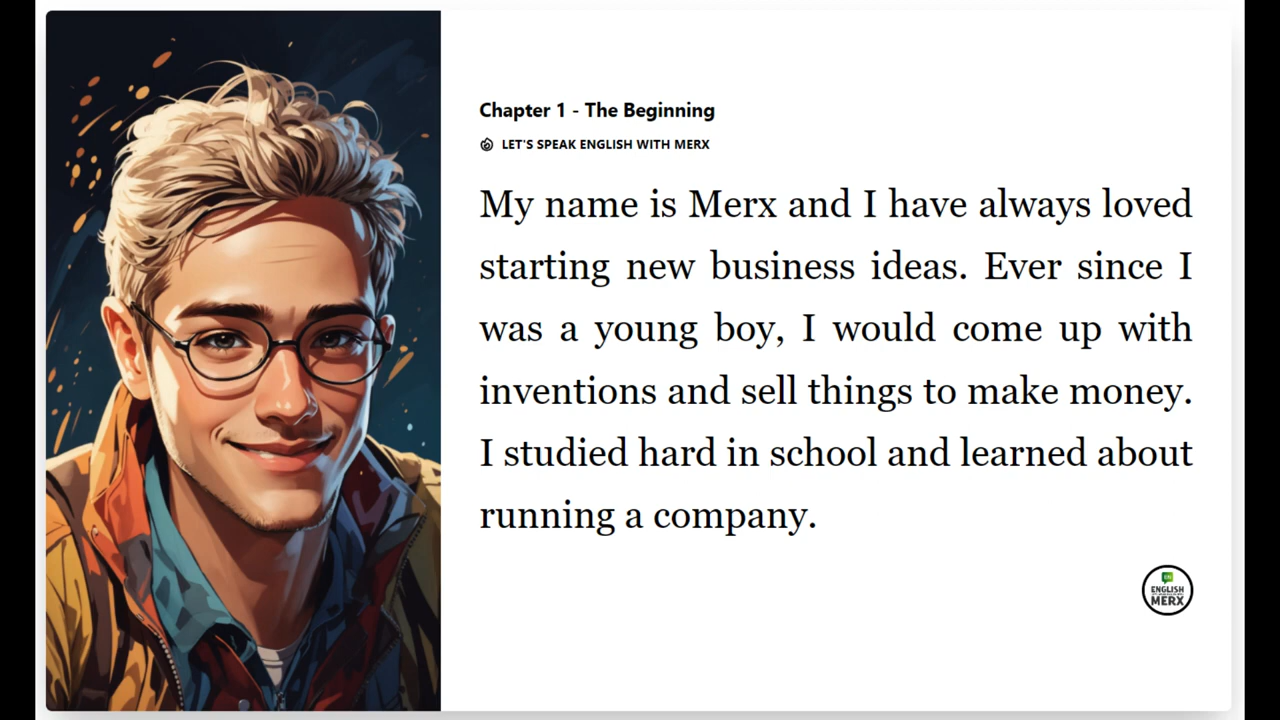 Chapter 1 - The Beginning
LET'S SPEAK ENGLISH WITH MERX
My name is Merx and I have always loved
starting new business ideas. Ever since I
was a young boy, I would come up with
inventions and sell things to make money.
I studied hard in school and learned about
running a company.
EN
ENGLISH
MERX